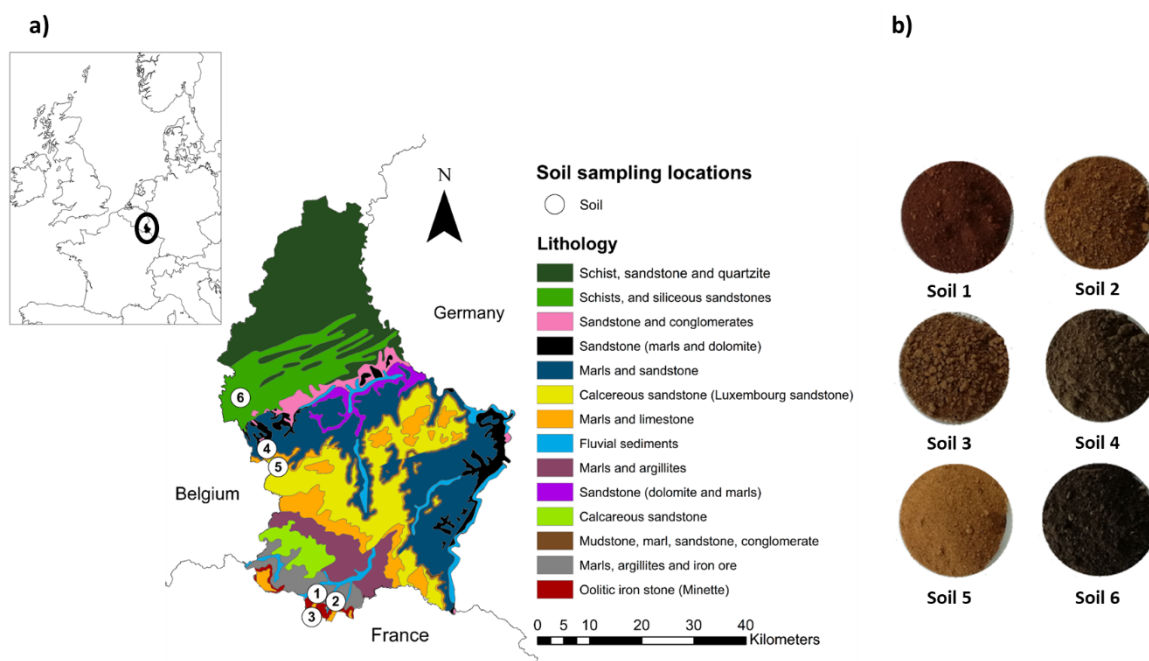 a)
b)
N
Germany
Belgium
France
6
4
5
1
2
3
Soil sampling locations
Soil
Lithology
Schist, sandstone and quartzite
Schists, and siliceous sandstones
Sandstone and conglomerates
Sandstone (marls and dolomite)
Marls and sandstone
Calcereous sandstone (Luxembourg sandstone)
Marls and limestone
Fluvial sediments
Marls and argillites
Sandstone (dolomite and marls)
Calcareous sandstone
Mudstone, marl, sandstone, conglomerate
Marls, argillites and iron ore
Oolitic iron stone (Minette)
0 5 10 20 30 40
Kilometers
Soil 1
Soil 2
Soil 3
Soil 4
Soil 5
Soil 6